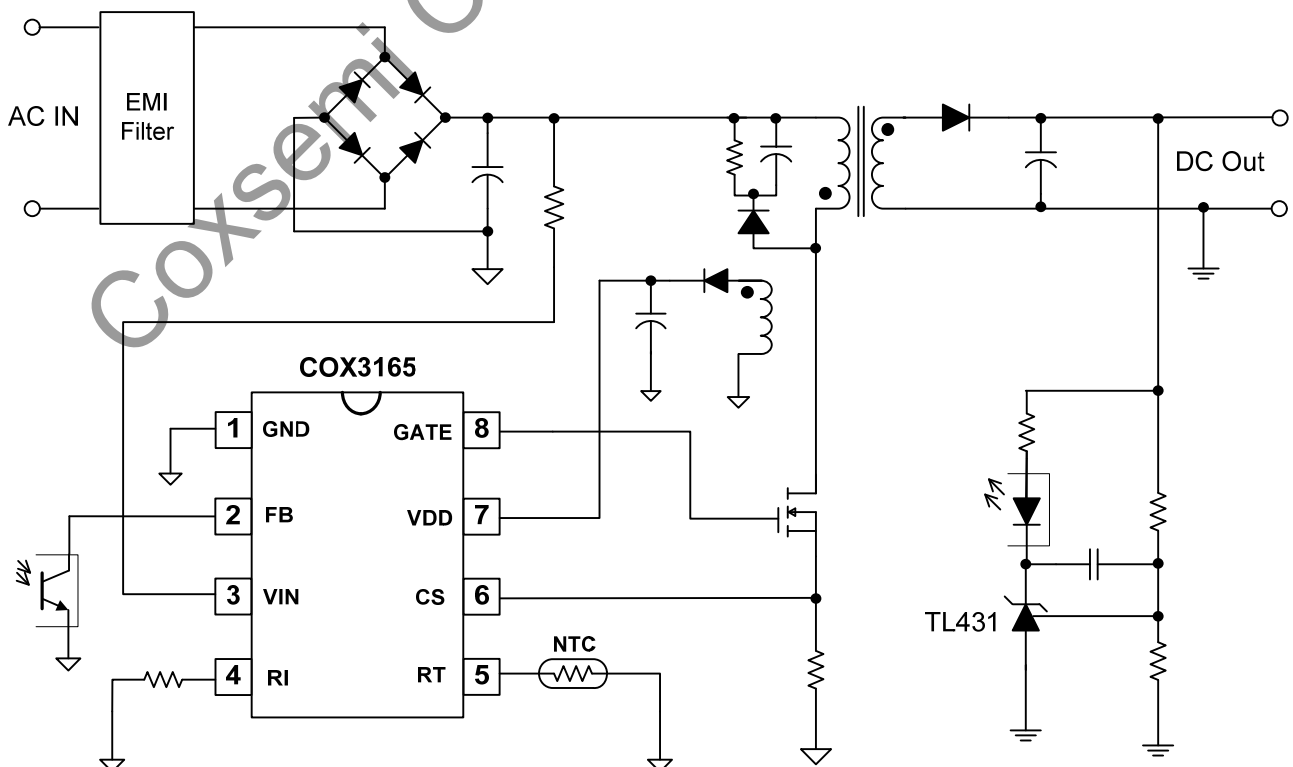 Coxsemi C
AC IN
EMI
Filter
DC Out
COX3165
1 GND
GATE 8
2 FB
VDD 7
3 VIN
CS 6
4 RI
RT 5
NTC
TL431